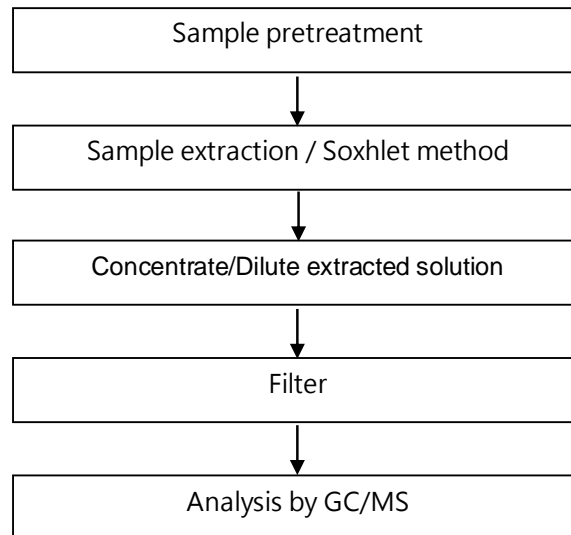 Sample pretreatment
Sample extraction / Soxhlet method
Concentrate/Dilute extracted solution
Filter
Analysis by GC/MS